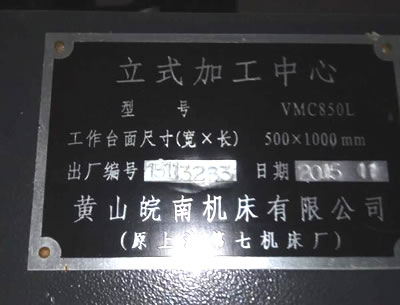 立式加工中心
型 号 VMC850L
工作台面尺寸(宽×长) 500×1000mm
出厂编号 日期 2015 11
黄山皖南机床有限公司
(原上 第七机床厂)